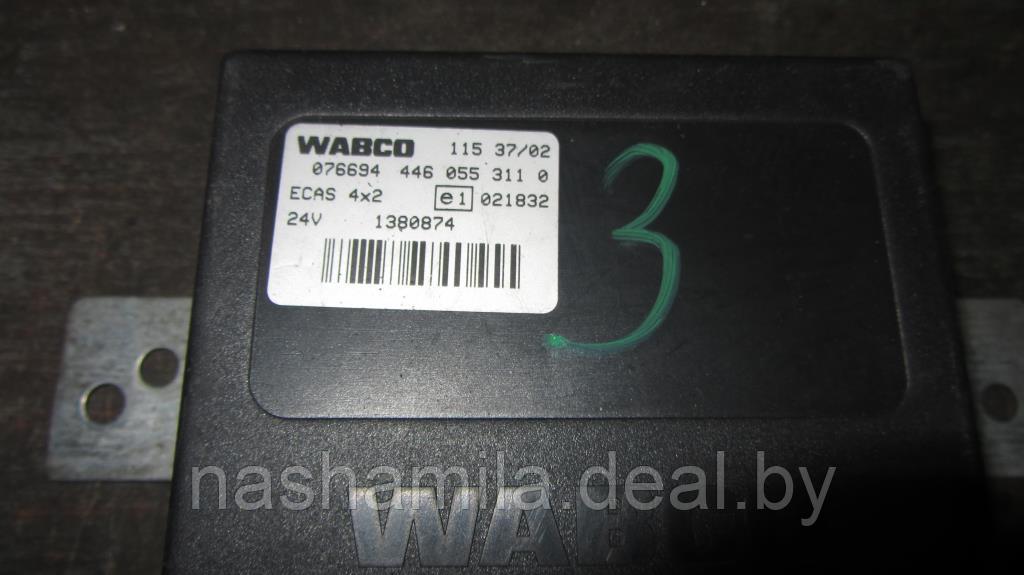 WABCO 115 37/02
076694 446 055 311 0
ECAS 4x2 e1 021832
24V 1380874
3
nashamila.deal.by
WABC